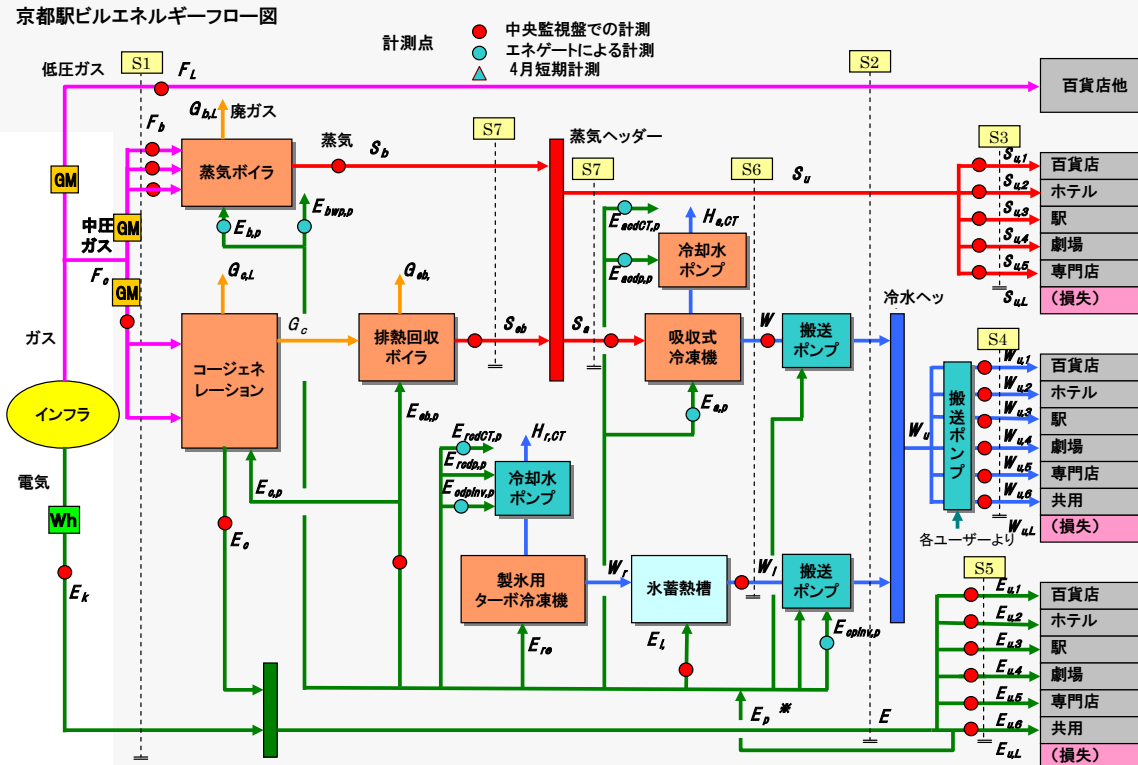 京都駅ビルエネルギーフロー図
計測点
中央監視盤での計測
エネゲートによる計測
4月短期計測
S1
S2
低圧ガス
F_L
百貨店他
G_b,L
廃ガス
F_b
蒸気ボイラ
蒸気
S_b
S7
蒸気ヘッダー
S7
S6
S_u
S3
S_u,1
百貨店
S_u,2
ホテル
S_u,3
駅
S_u,4
劇場
S_u,5
専門店
S_u,L
(損失)
GM
中圧
ガス
GM
F_c
GM
E_b,p
E_bwp,p
E_acdCT,p
H_a,CT
冷却水
ポンプ
E_acdp,p
G_c,L
G_eb,
冷水ヘッ
ガス
コージェネ
レーション
G_c
排熱回収
ボイラ
S_eb
S_a
吸収式
冷凍機
W
搬送
ポンプ
S4
W_u,1
百貨店
W_u,2
ホテル
W_u,3
駅
W_u,4
劇場
W_u,5
専門店
W_u,6
共用
W_u,L
(損失)
W_u
搬送ポンプ
各ユーザーより
インフラ
E_eb,p
E_a,p
E_rcdCT,p
H_r,CT
E_rcdp,p
E_cdpinv,p
冷却水
ポンプ
電気
E_c,p
Wh
E_c
E_k
製氷用
ターボ冷凍機
W_r
氷蓄熱槽
W_i
搬送
ポンプ
E_re
E_i,
E_cpinv,p
S5
E_u,1
百貨店
E_u,2
ホテル
E_u,3
駅
E_u,4
劇場
E_u,5
専門店
E_u,6
共用
E_u,L
(損失)
E_p
※
E